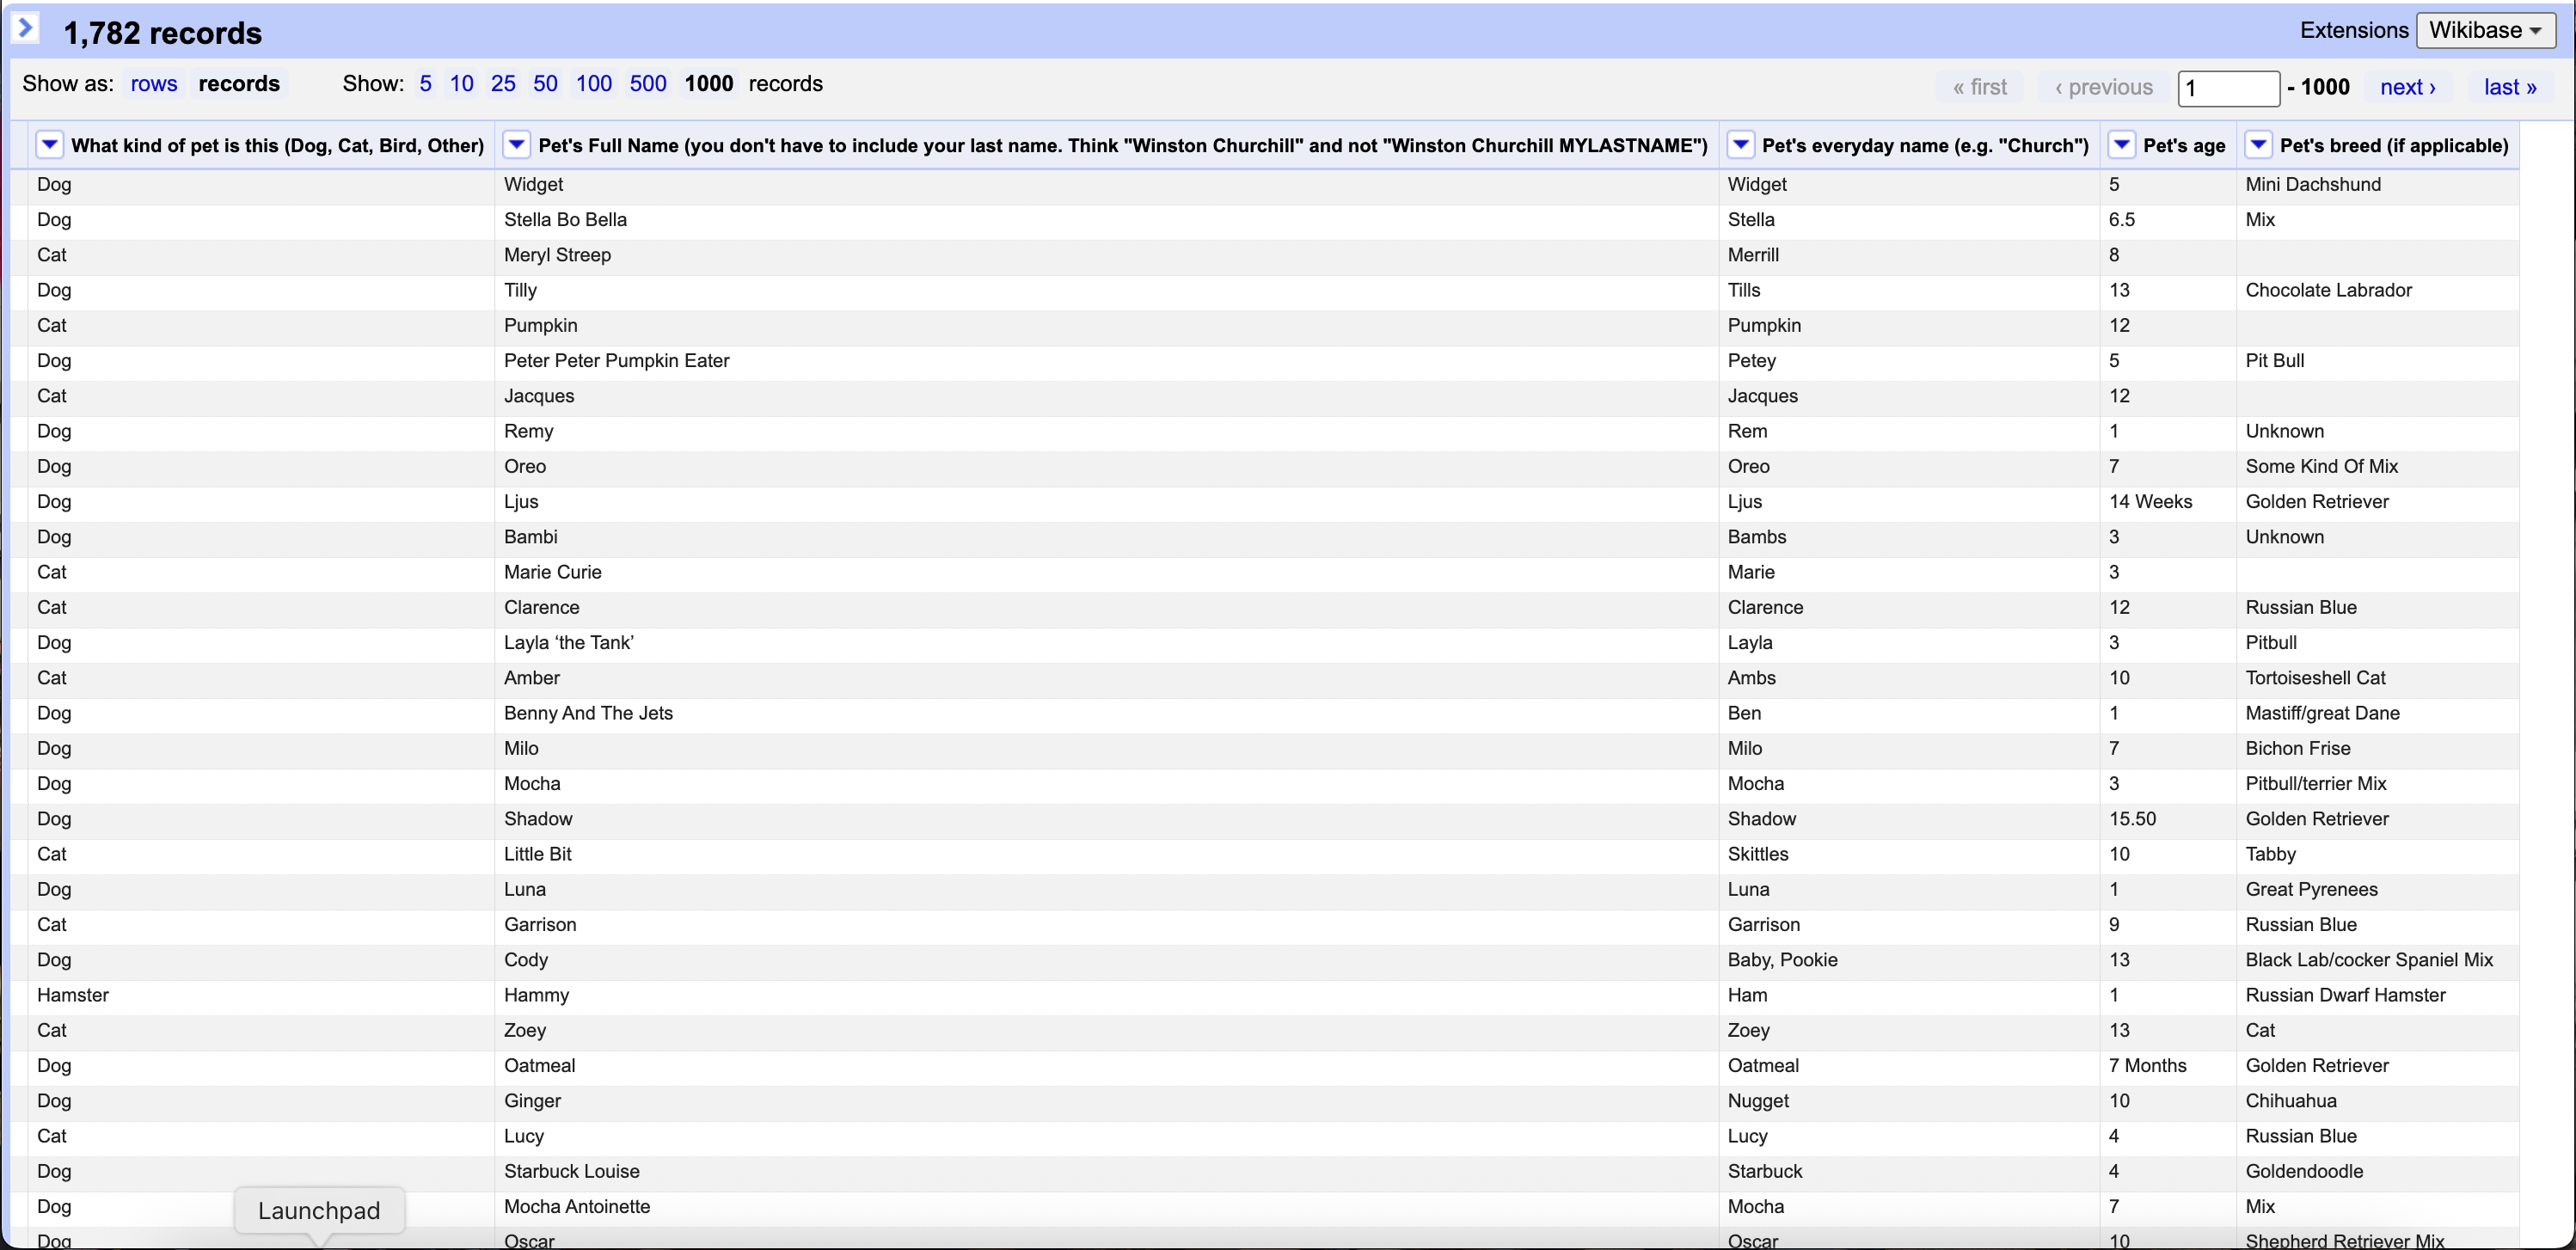 1,782 records Extensions Wikibase
Show as: rows records Show: 5 10 25 50 100 500 1000 records « first ‹ previous 1 - 1000 next › last »
What kind of pet is this (Dog, Cat, Bird, Other) Pet's Full Name (you don't have to include your last name. Think "Winston Churchill" and not "Winston Churchill MYLASTNAME") Pet's everyday name (e.g. "Church") Pet's age Pet's breed (if applicable)
Dog Widget Widget 5 Mini Dachshund
Dog Stella Bo Bella Stella 6.5 Mix
Cat Meryl Streep Merrill 8
Dog Tilly Tills 13 Chocolate Labrador
Cat Pumpkin Pumpkin 12
Dog Peter Peter Pumpkin Eater Petey 5 Pit Bull
Cat Jacques Jacques 12
Dog Remy Rem 1 Unknown
Dog Oreo Oreo 7 Some Kind Of Mix
Dog Ljus Ljus 14 Weeks Golden Retriever
Dog Bambi Bambs 3 Unknown
Cat Marie Curie Marie 3
Cat Clarence Clarence 12 Russian Blue
Dog Layla ‘the Tank’ Layla 3 Pitbull
Cat Amber Ambs 10 Tortoiseshell Cat
Dog Benny And The Jets Ben 1 Mastiff/great Dane
Dog Milo Milo 7 Bichon Frise
Dog Mocha Mocha 3 Pitbull/terrier Mix
Dog Shadow Shadow 15.50 Golden Retriever
Cat Little Bit Skittles 10 Tabby
Dog Luna Luna 1 Great Pyrenees
Cat Garrison Garrison 9 Russian Blue
Dog Cody Baby, Pookie 13 Black Lab/cocker Spaniel Mix
Hamster Hammy Ham 1 Russian Dwarf Hamster
Cat Zoey Zoey 13 Cat
Dog Oatmeal Oatmeal 7 Months Golden Retriever
Dog Ginger Nugget 10 Chihuahua
Cat Lucy Lucy 4 Russian Blue
Dog Starbuck Louise Starbuck 4 Goldendoodle
Dog Mocha Antoinette Mocha 7 Mix
Launchpad
Dog Oscar Oscar 10 Shepherd Retriever Mix